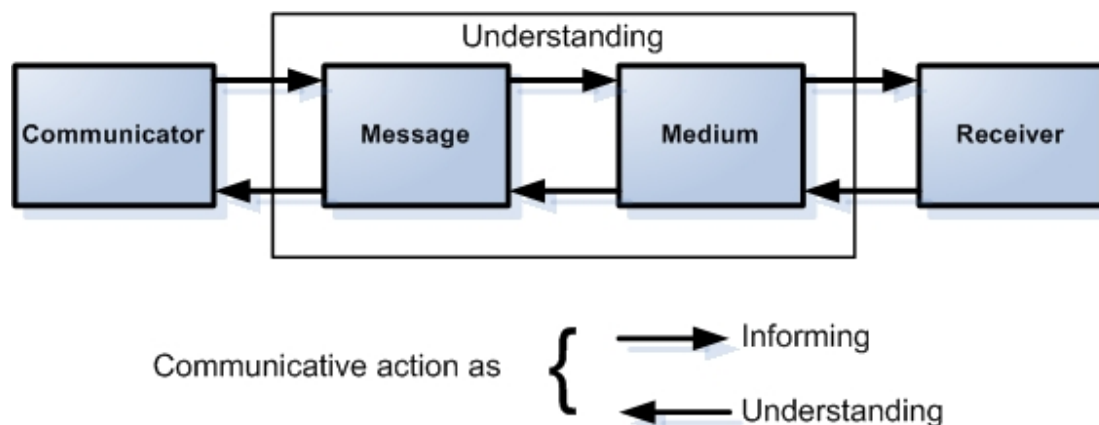 Understanding
Communicator
Message
Medium
Receiver
Communicative action as
Informing
Understanding